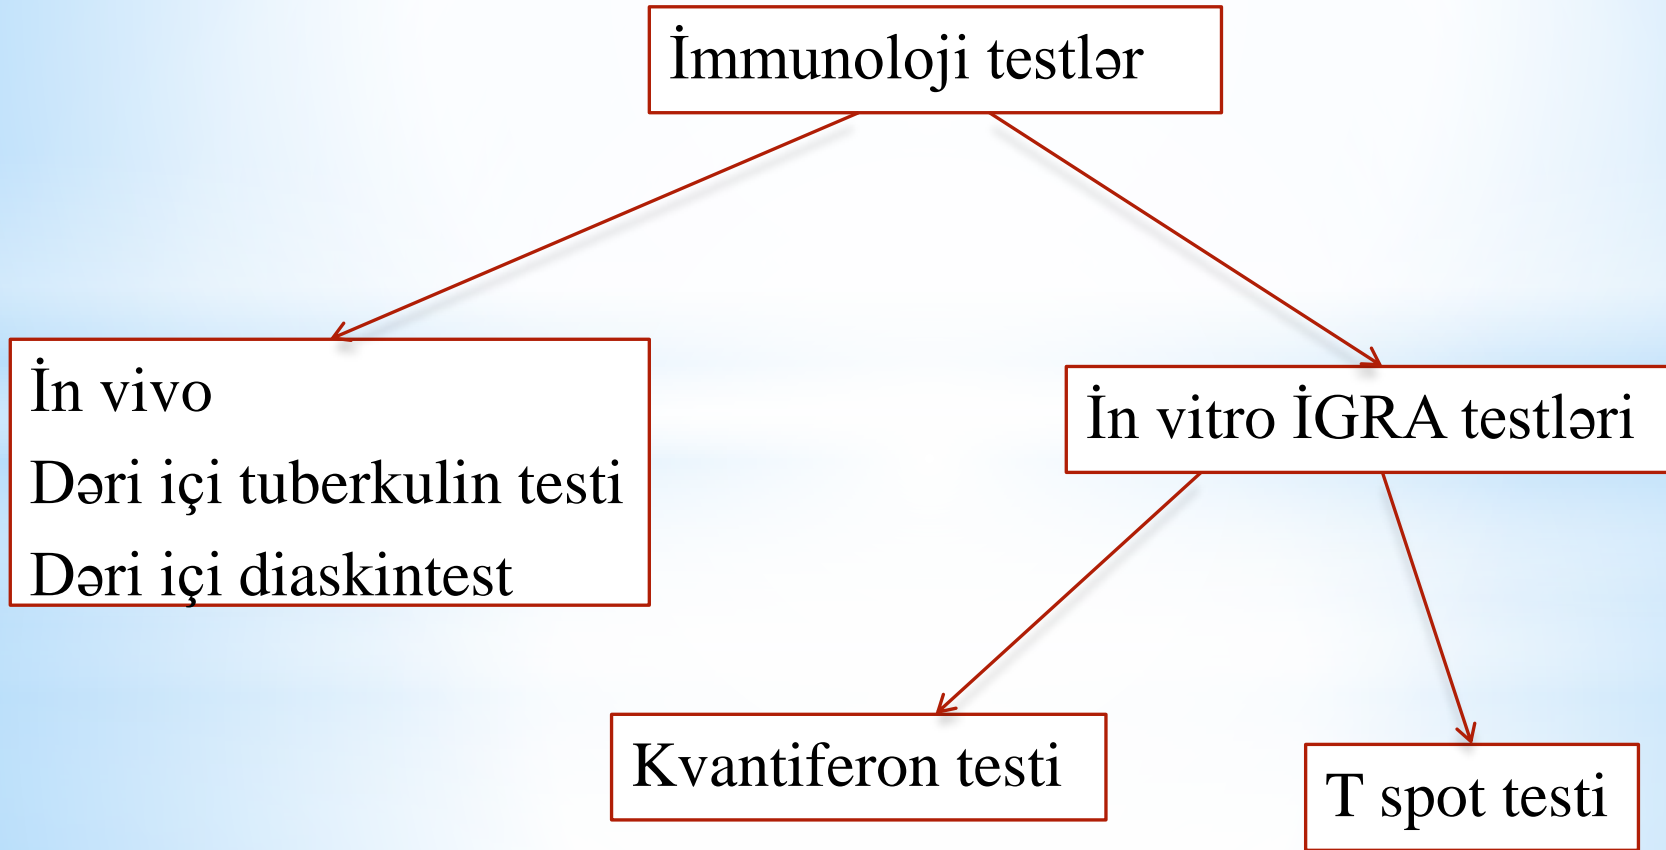 İmmunoloji testlər
İn vivo
Dəri içi tuberkulin testi
Dəri içi diaskintest
İn vitro İGRA testləri
Kvantiferon testi
T spot testi